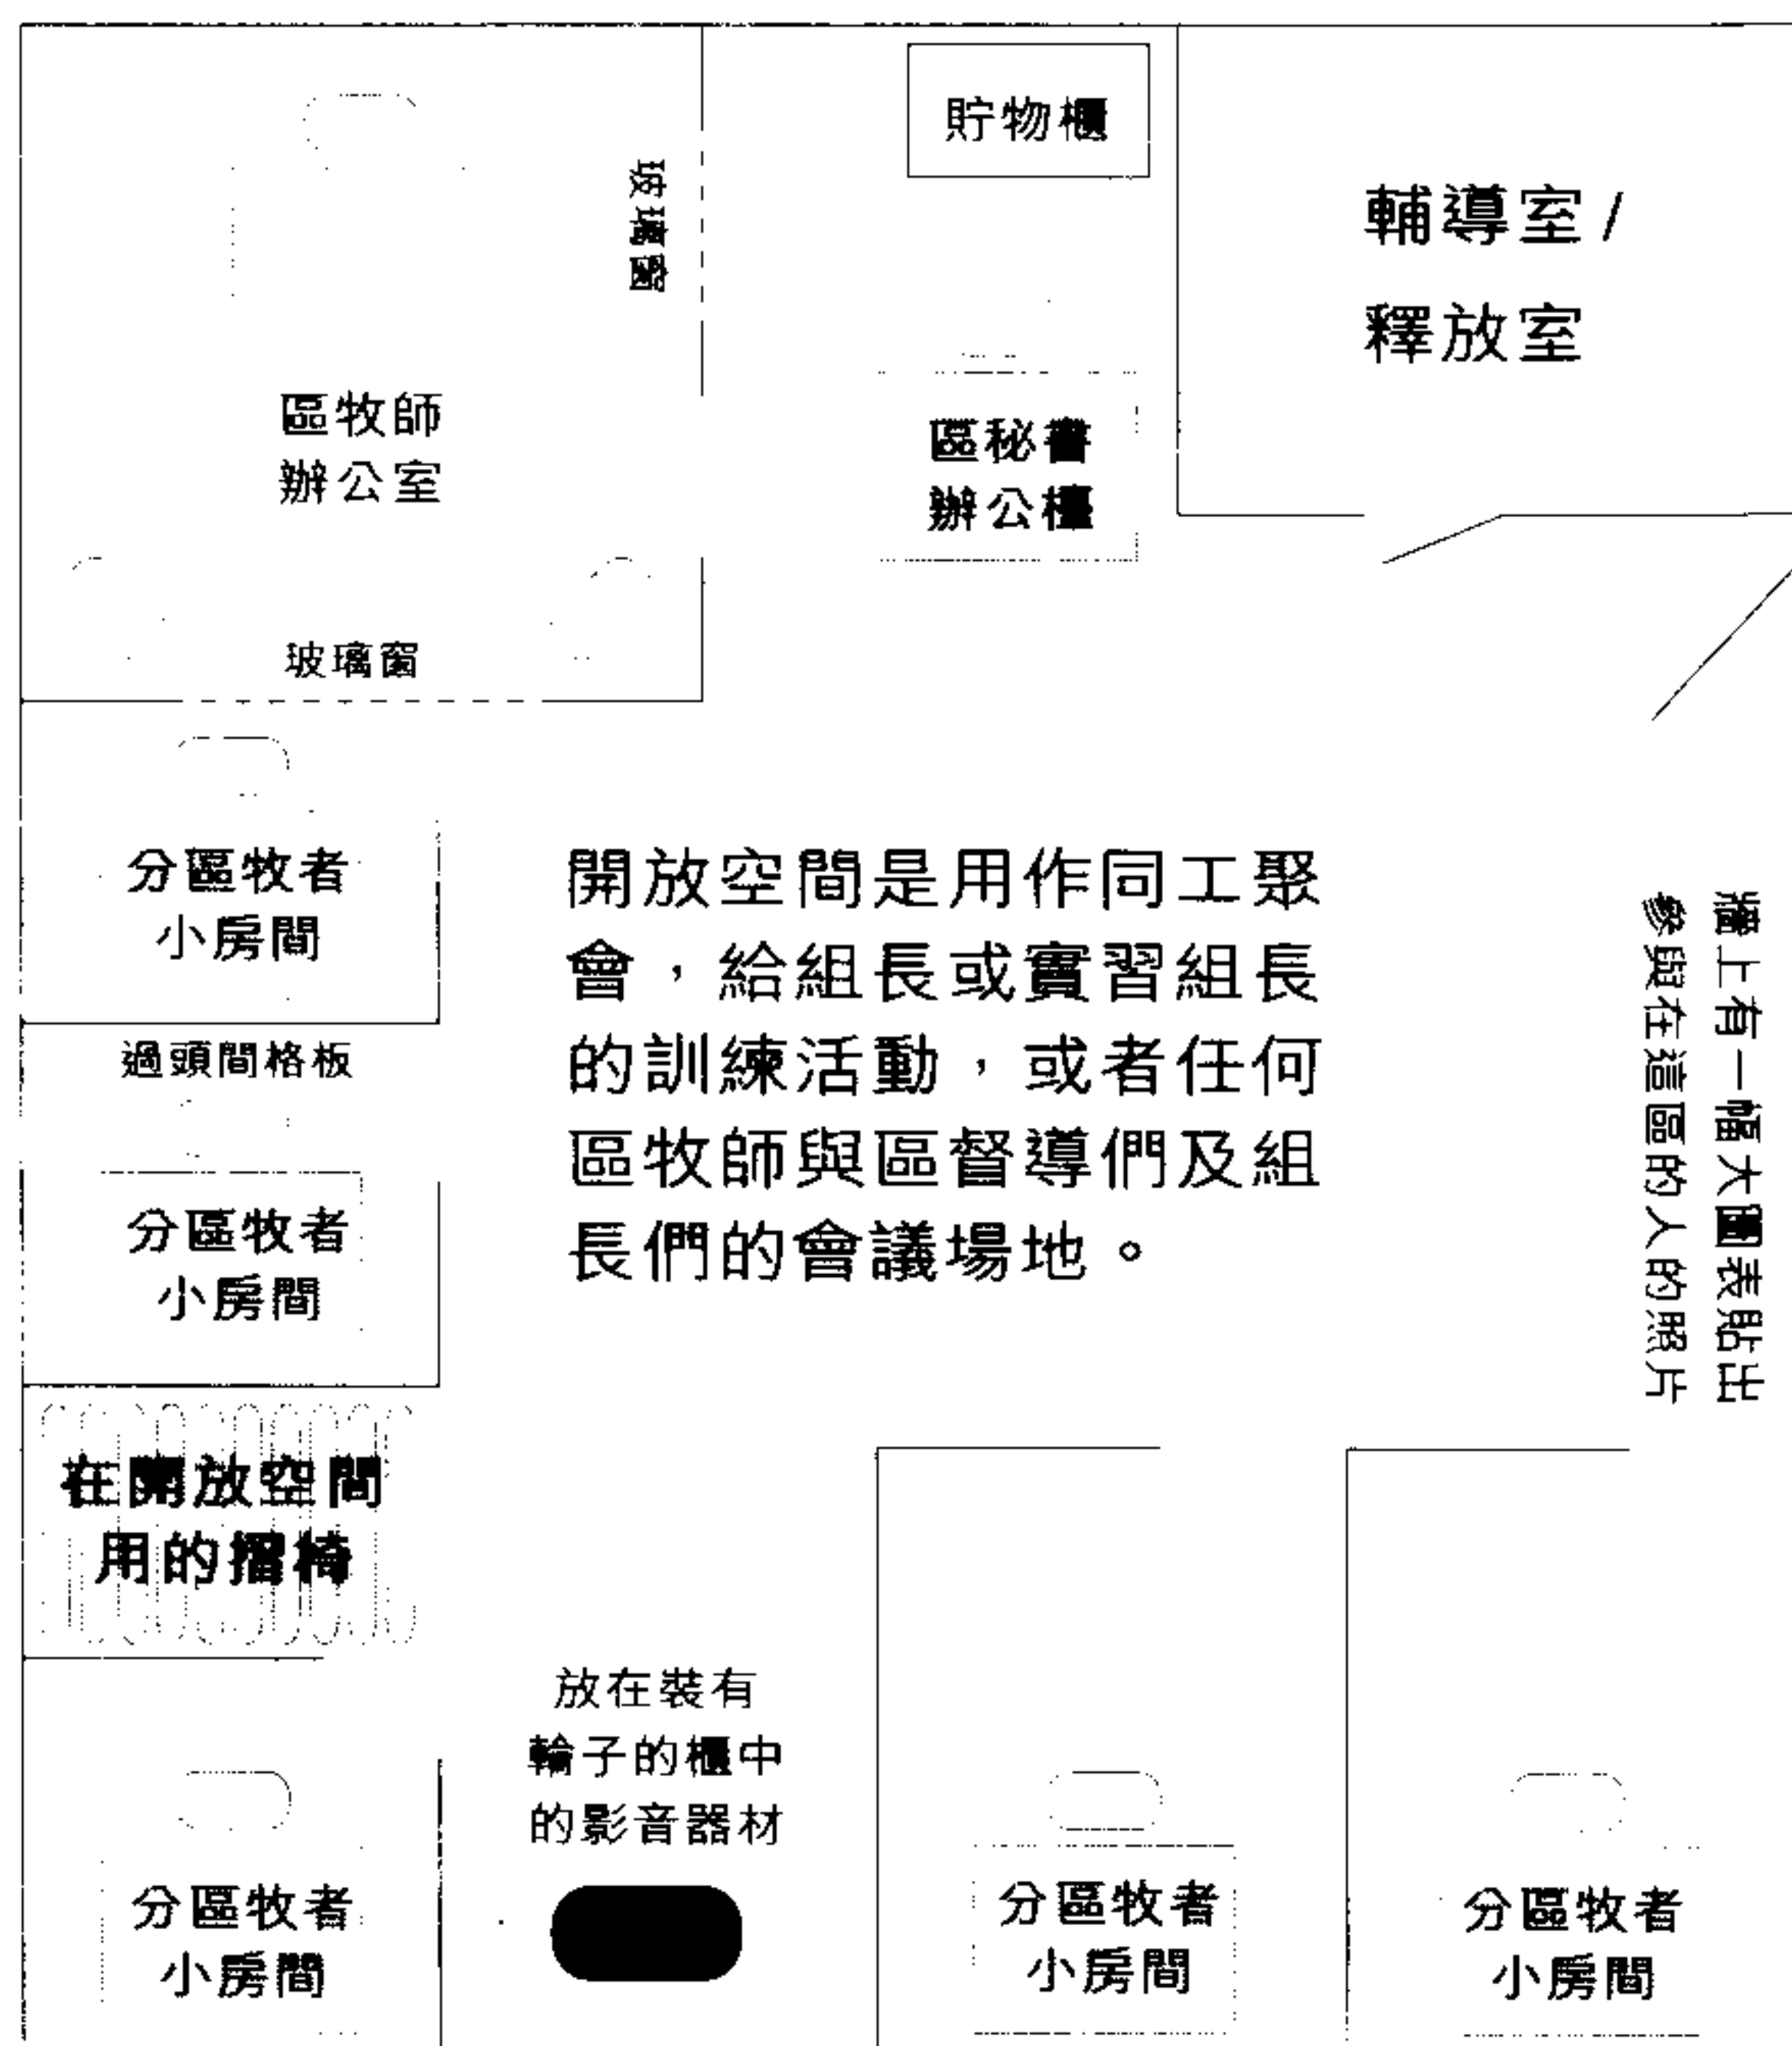 貯物櫃
玻璃窗
輔導室/
釋放室
區牧師
辦公室
區秘書
辦公檯
玻璃窗
分區牧者
小房間
開放空間是用作同工聚
會，給組長或實習組長
的訓練活動，或者任何
區牧師與區督導們及組
長們的會議場地。
牆上有一幅大圖表貼出
參與在這區的人的照片
過頭間格板
分區牧者
小房間
在開放空間
用的摺椅
放在裝有
輪子的櫃中
的影音器材
分區牧者
小房間
分區牧者
小房間
分區牧者
小房間